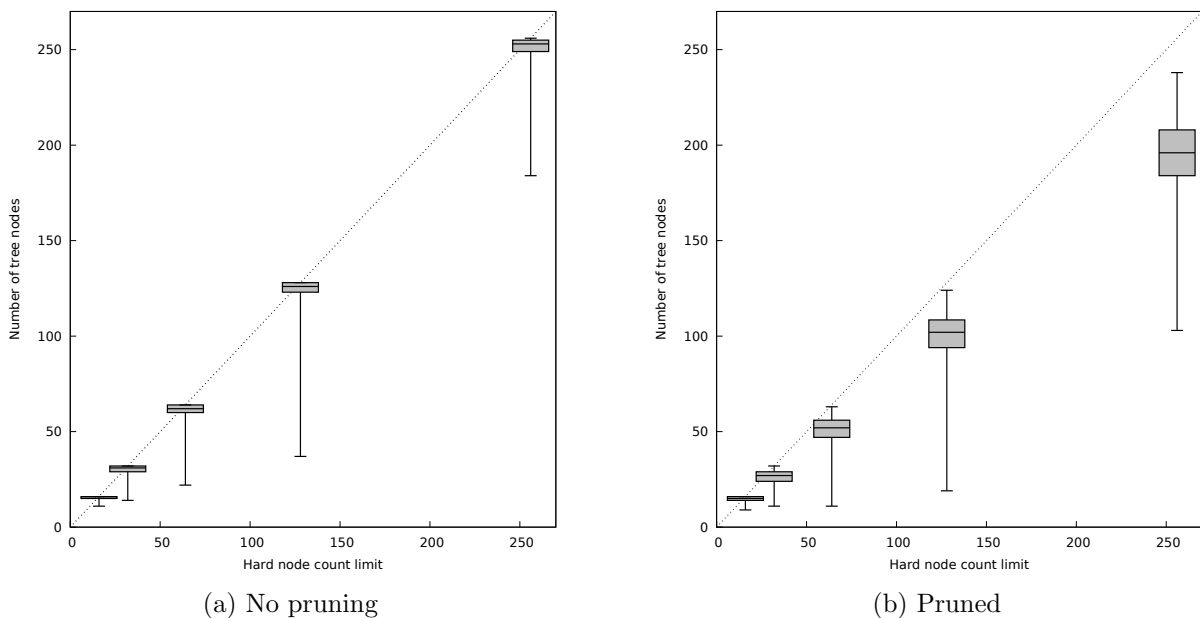 250
200
150
100
50
0
Number of tree nodes
0 50 100 150 200 250
Hard node count limit
(a) No pruning
250
200
150
100
50
0
Number of tree nodes
0 50 100 150 200 250
Hard node count limit
(b) Pruned